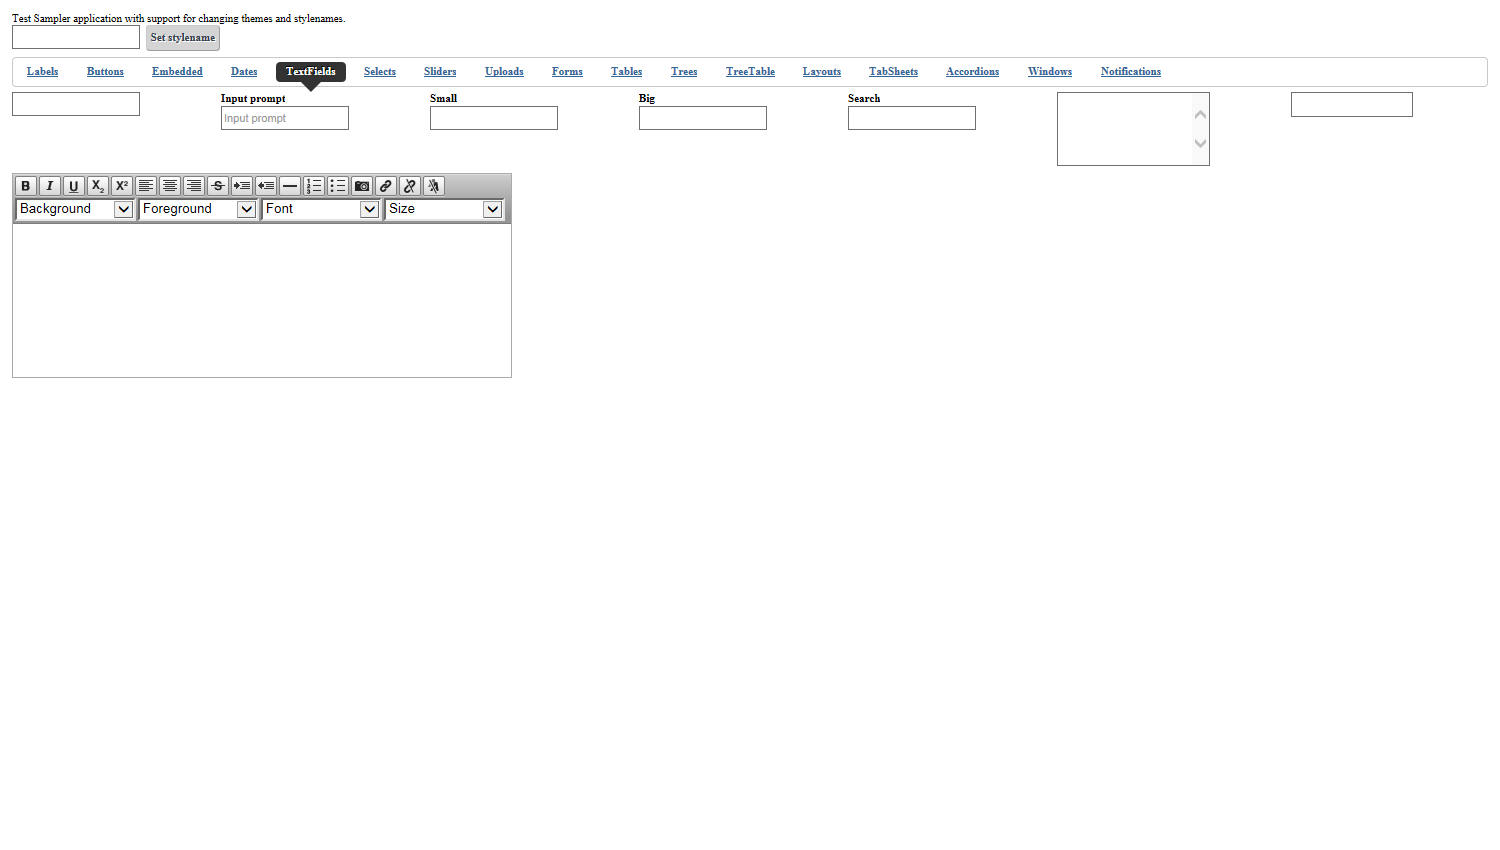 Test Sampler application with support for changing themes and stylenames.
Set stylename
Labels Buttons Embedded Dates TextFields Selects Sliders Uploads Forms Tables Trees TreeTable Layouts TabSheets Accordions Windows Notifications
Input prompt Small Big Search
Input prompt
B I U X2 X2 S
Background Foreground Font Size